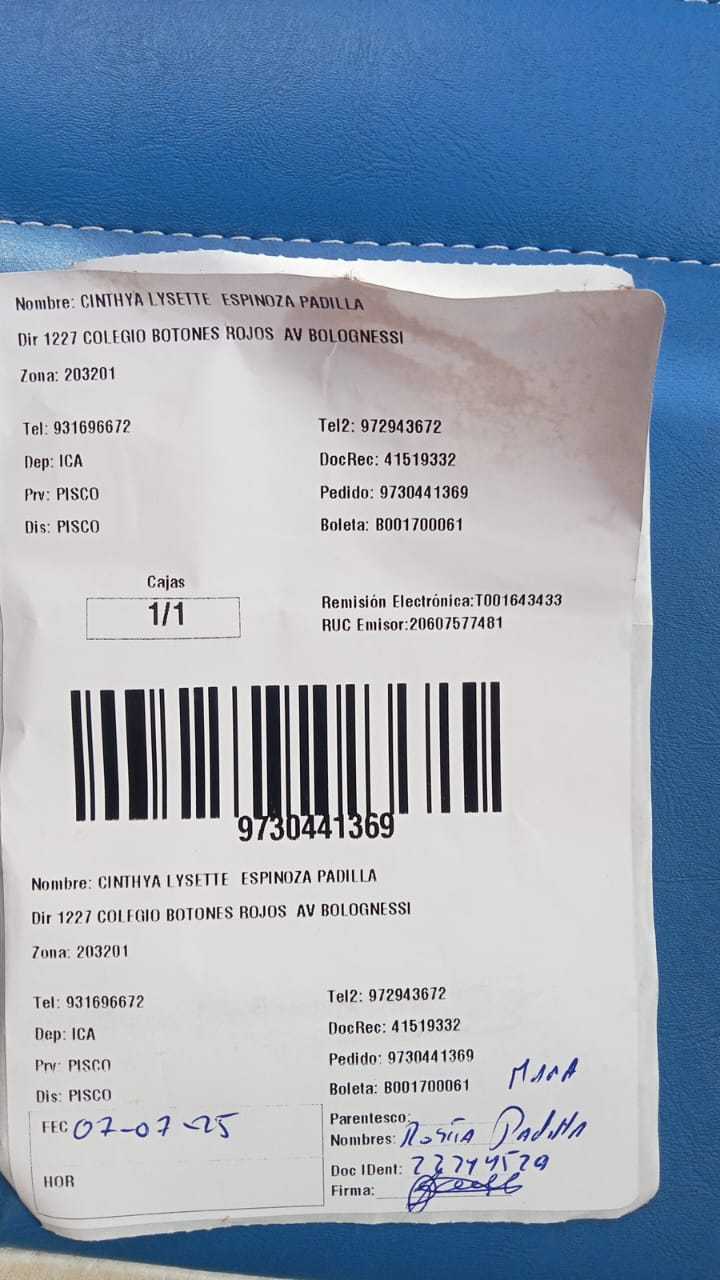 Nombre: CINTHYA LYSETTE ESPINOZA PADILLA
Dir 1227 COLEGIO BOTONES ROJOS AV BOLOGNESSI
Zona: 203201
Tel: 931696672 Tel2: 972943672
Dep: ICA DocRec: 41519332
Prv: PISCO Pedido: 9730441369
Dis: PISCO Boleta: B001700061
Cajas
1/1
Remisión Electrónica:T001643433
RUC Emisor:20607577481
9730441369
Nombre: CINTHYA LYSETTE ESPINOZA PADILLA
Dir 1227 COLEGIO BOTONES ROJOS AV BOLOGNESSI
Zona: 203201
Tel: 931696672 Tel2: 972943672
Dep: ICA DocRec: 41519332
Prv: PISCO Pedido: 9730441369
Dis: PISCO Boleta: B001700061
FEC 07-07-25 Parentesco:
Nombres: Padilla
Doc IDent:
HOR Firma: